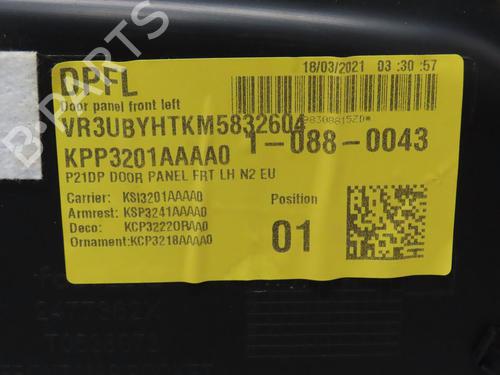 18/03/2021 03:30:57
DPFL
Door panel front left
VR3UBYHTKM5832604
98308815ZD*
KPP3201AAAA0 1-088-0043
P21DP DOOR PANEL FRT LH N2 EU
Carrier: KSI3201AAAA0
Armrest: KSP3241AAAA0
Deco: KCP32220RAA0
Ornament:KCP3218AAAA0
Position
01
B-PARTS